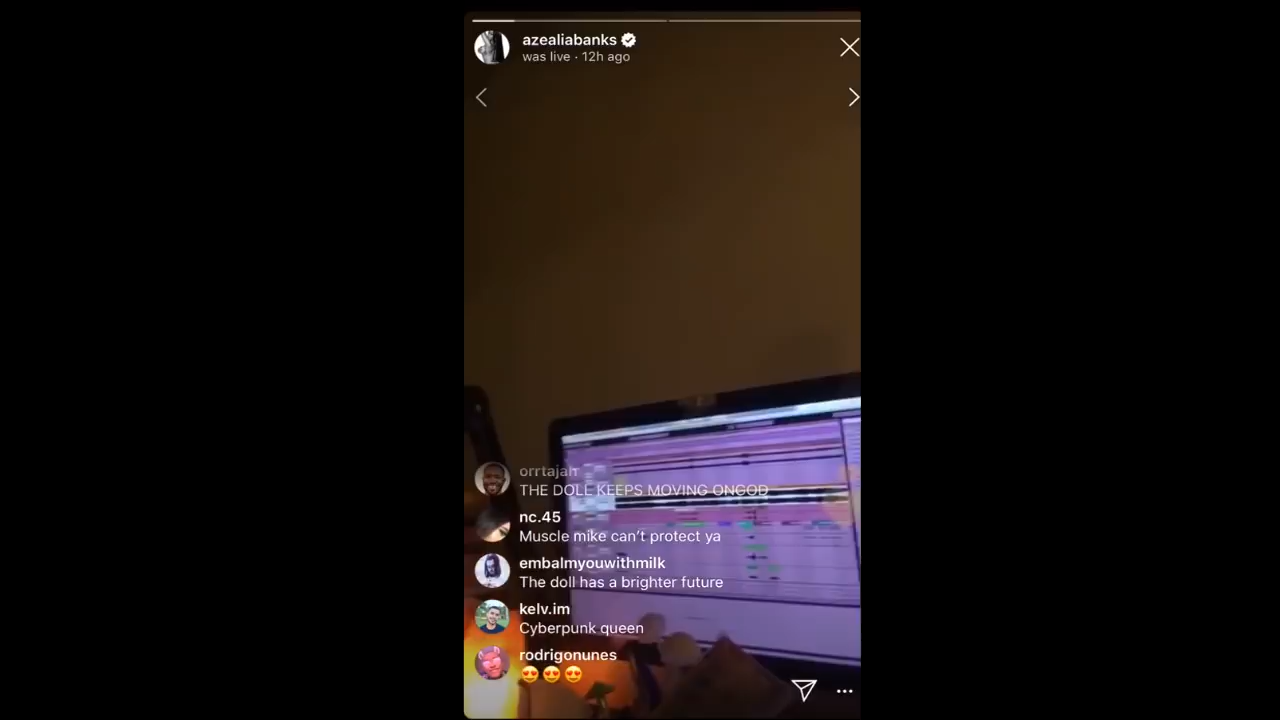 azealiabanks
was live · 12h ago
orrtajah
THE DOLL KEEPS MOVING ONGOD
nc.45
Muscle mike can’t protect ya
embalmyouwithmilk
The doll has a brighter future
kelv.im
Cyberpunk queen
rodrigonunes
😍😍😍